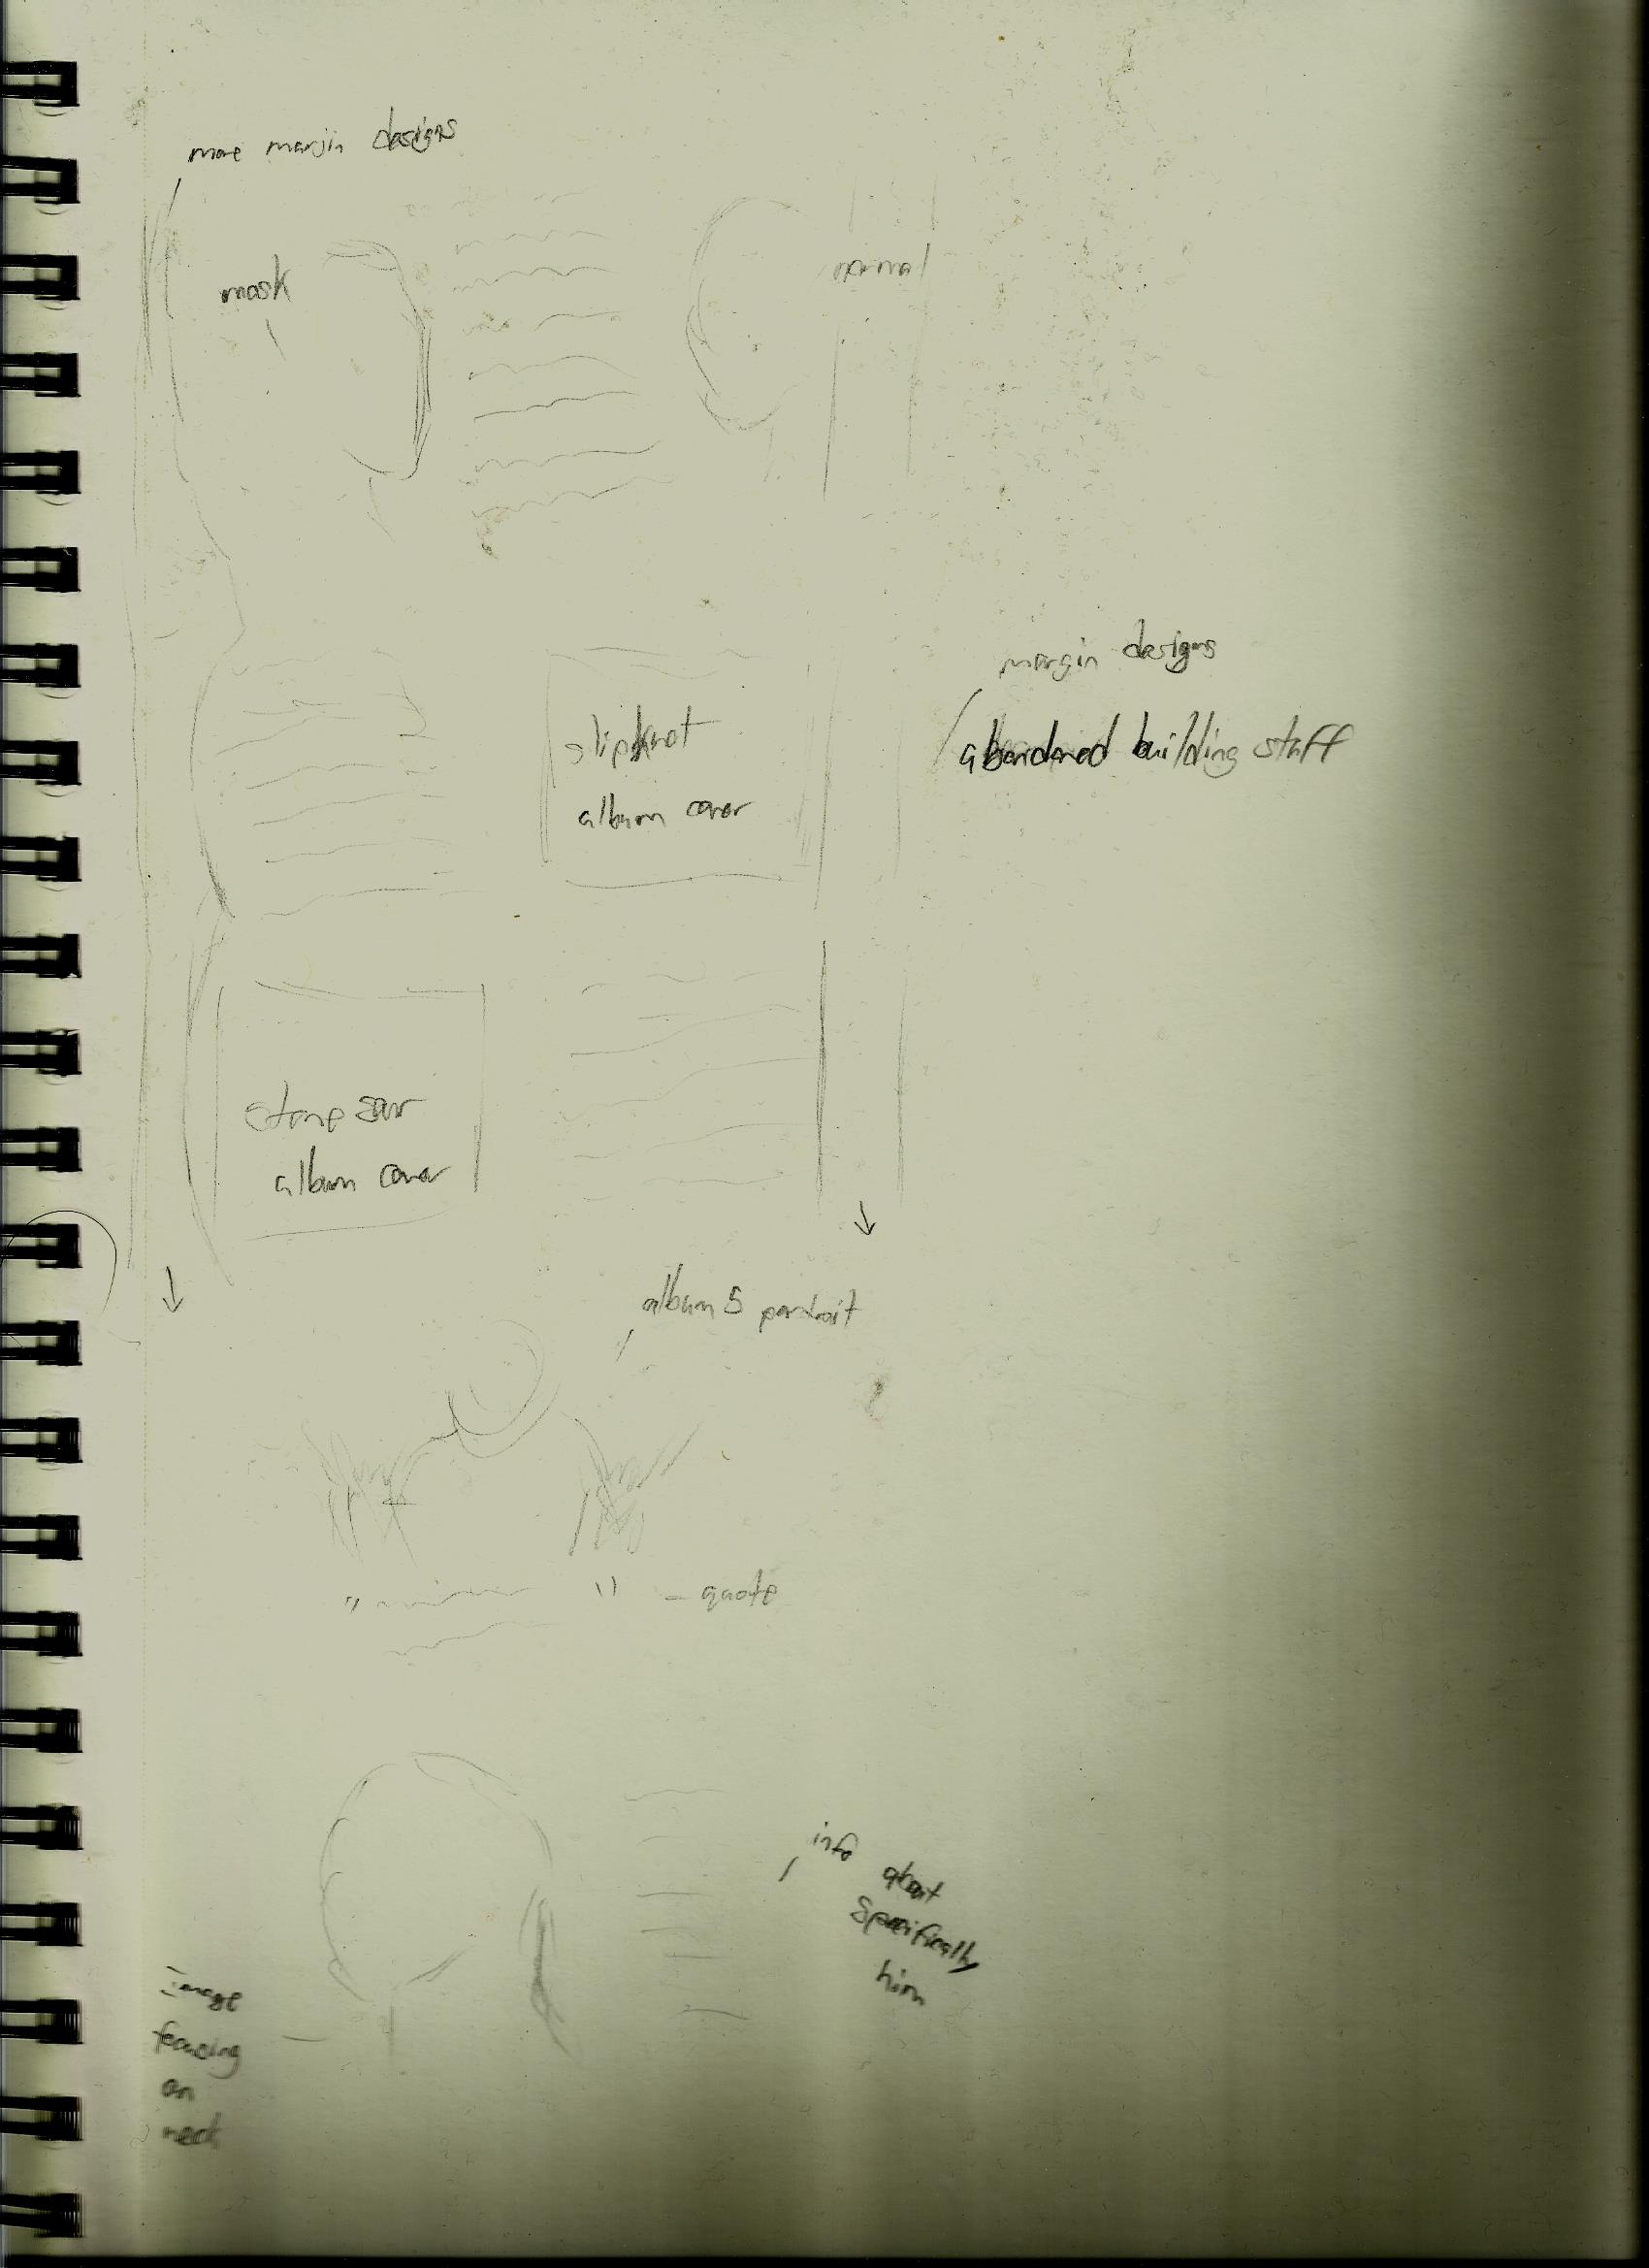 more margin designs
mask
normal
margin designs
slipknot
abandoned building stuff
album cover
stone sour
album cover
album 5 portrait
" " - quote
info about
specifically
him
Image
focusing
on
neck